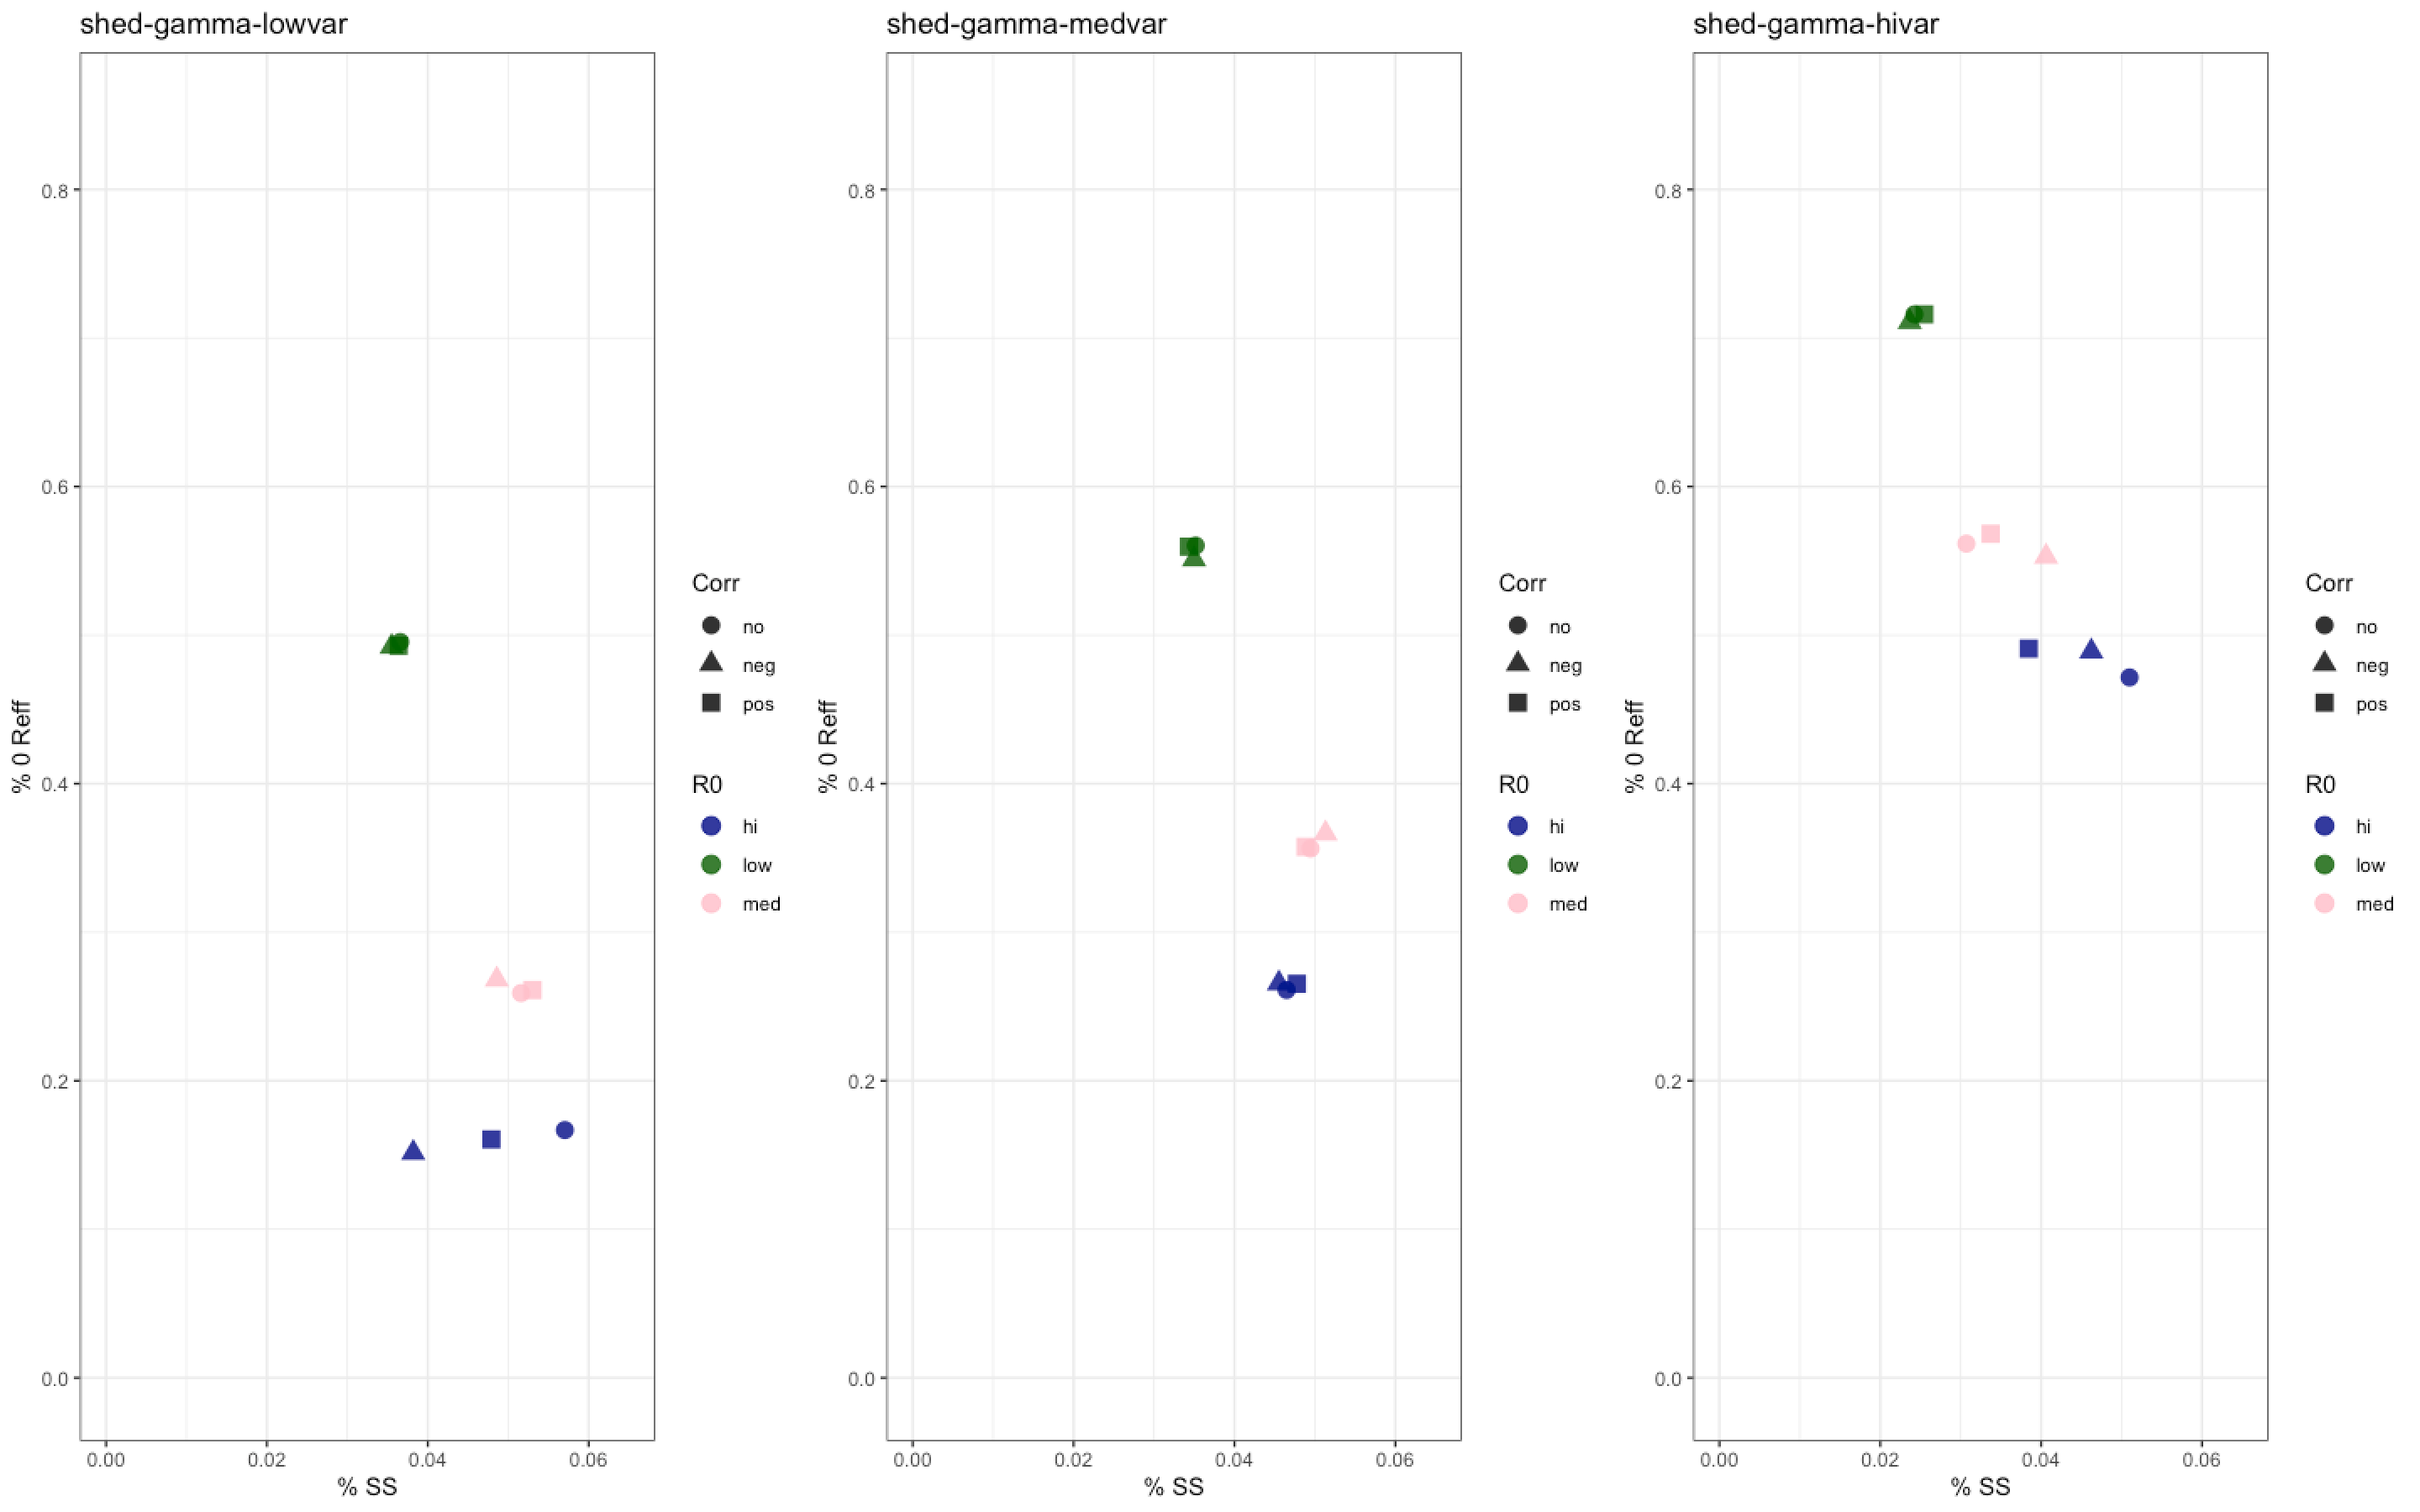 shed-gamma-lowvar
0.8
0.6
0.4
0.2
0.0
% 0 Reff
0.00 0.02 0.04 0.06
% SS
Corr
no
neg
pos
R0
hi
low
med
shed-gamma-medvar
0.8
0.6
0.4
0.2
0.0
% 0 Reff
0.00 0.02 0.04 0.06
% SS
Corr
no
neg
pos
R0
hi
low
med
shed-gamma-hivar
0.8
0.6
0.4
0.2
0.0
% 0 Reff
0.00 0.02 0.04 0.06
% SS
Corr
no
neg
pos
R0
hi
low
med